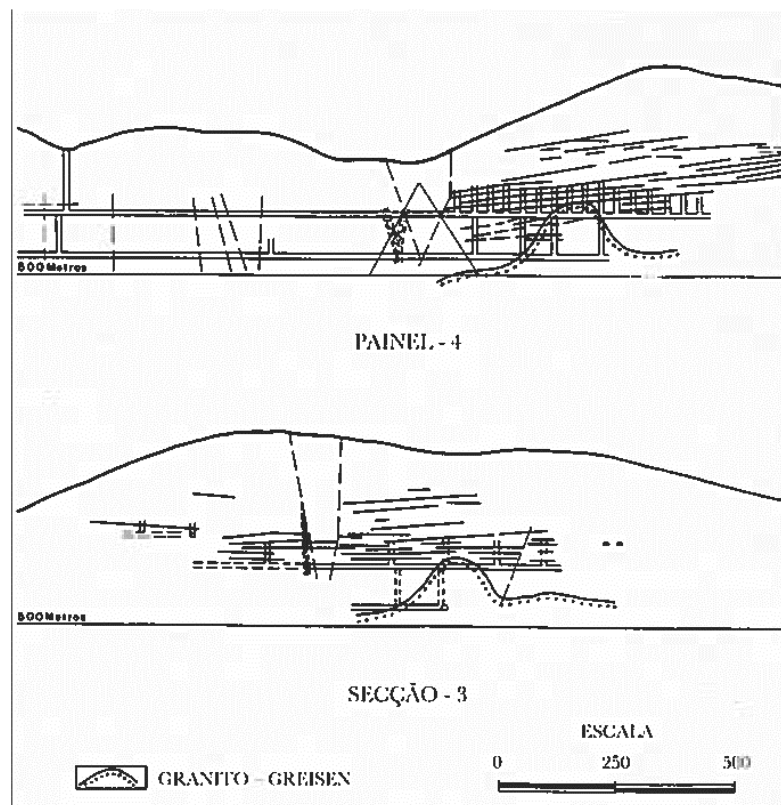 500Metros
PAINEL - 4
500Metros
SECÇÃO - 3
ESCALA
0 250 500
GRANITO - GREISEN